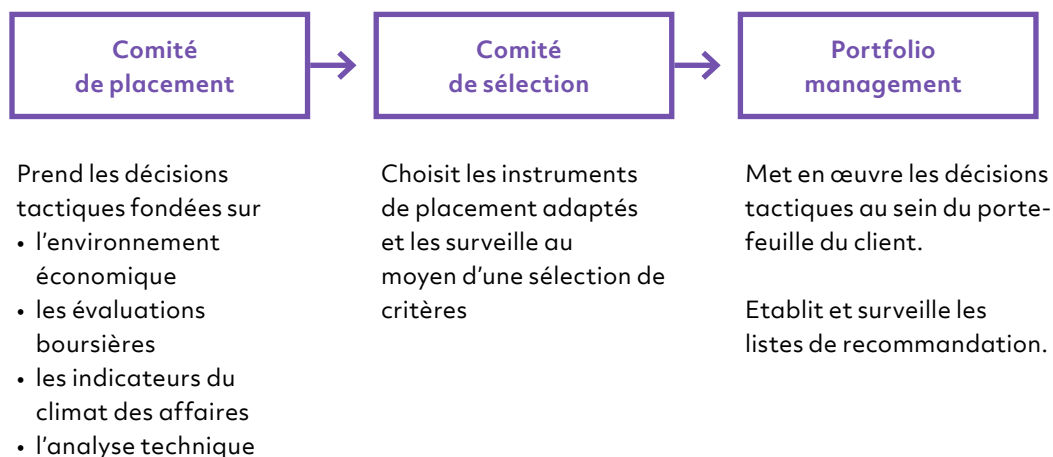 Comité
de placement
Comité
de sélection
Portfolio
management
Prend les décisions
tactiques fondées sur
• l’environnement
économique
• les évaluations
boursières
• les indicateurs du
climat des affaires
• l’analyse technique
Choisit les instruments
de placement adaptés
et les surveille au
moyen d’une sélection de
critères
Met en œuvre les décisions
tactiques au sein du porte-
feuille du client.
Etablit et surveille les
listes de recommandation.